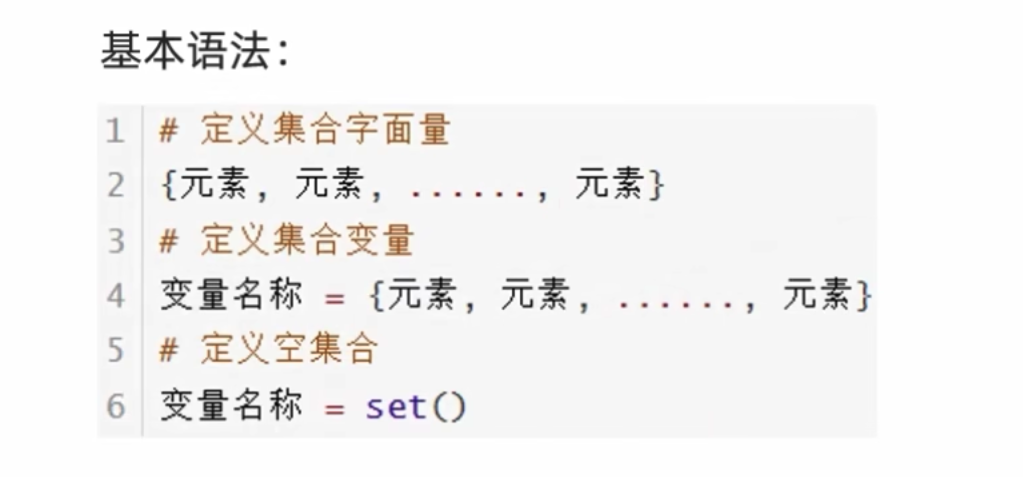 基本语法：
1 # 定义集合字面量
2 {元素, 元素, ......, 元素}
3 # 定义集合变量
4 变量名称 = {元素, 元素, ......, 元素}
5 # 定义空集合
6 变量名称 = set()